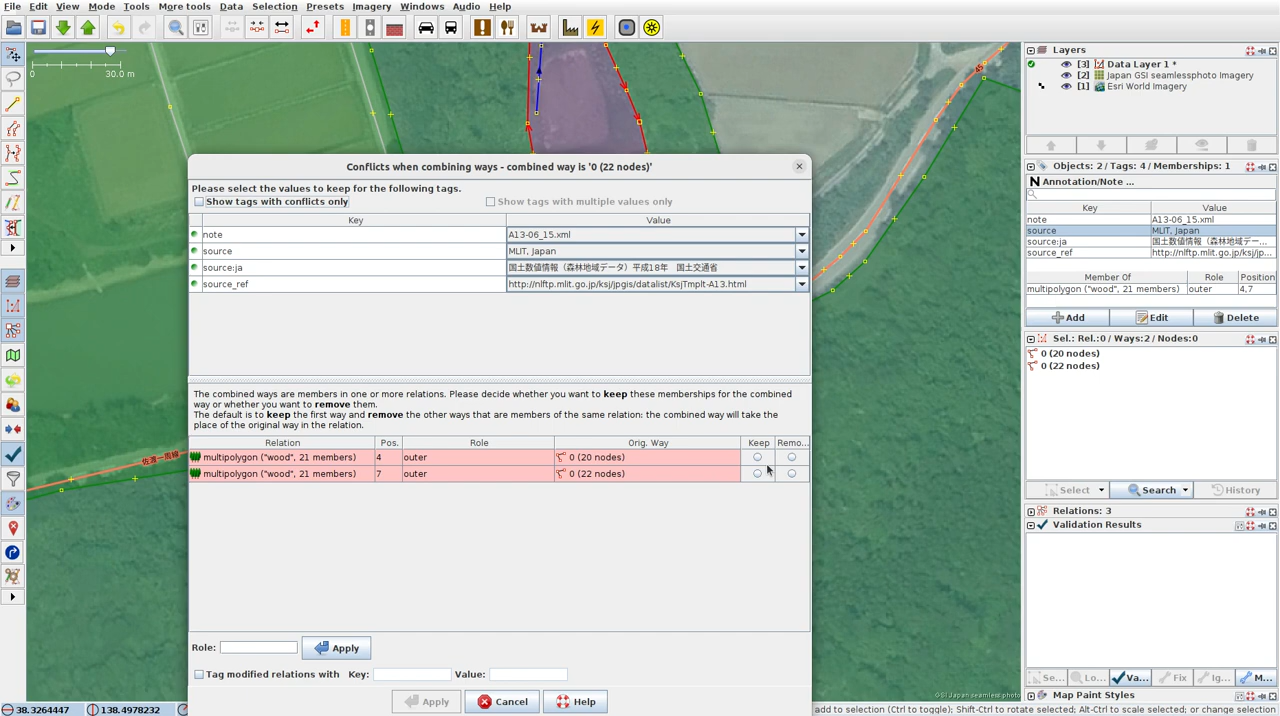 File Edit View Mode Tools More tools Data Selection Presets Imagery Windows Audio Help
0 30.0 m
佐渡一周線
Conflicts when combining ways - combined way is '0 (22 nodes)'
Please select the values to keep for the following tags.
Show tags with conflicts only Show tags with multiple values only
Key Value
note A13-06_15.xml
source MLIT, Japan
source:ja 国土数値情報（森林地域データ）平成18年　国土交通省
source_ref http://nlftp.mlit.go.jp/ksj/jpgis/datalist/KsjTmplt-A13.html
The combined ways are members in one or more relations. Please decide whether you want to keep these memberships for the combined
way or whether you want to remove them.
The default is to keep the first way and remove the other ways that are members of the same relation: the combined way will take the
place of the original way in the relation.
Relation Pos. Role Orig. Way Keep Remo...
multipolygon ("wood", 21 members) 4 outer 0 (20 nodes)
multipolygon ("wood", 21 members) 7 outer 0 (22 nodes)
Role: Apply
Tag modified relations with Key: Value:
Apply Cancel Help
Layers
[3] Data Layer 1 *
[2] Japan GSI seamlessphoto Imagery
[1] Esri World Imagery
Objects: 2 / Tags: 4 / Memberships: 1
Annotation/Note ...
Key Value
note A13-06_15.xml
source MLIT, Japan
source:ja 国土数値情報（森林地域デー...
source_ref http://nlftp.mlit.go.jp/ksj/jp...
Member Of Role Position
multipolygon ("wood", 21 members) outer 4,7
Add Edit Delete
Sel.: Rel.:0 / Ways:2 / Nodes:0
0 (20 nodes)
0 (22 nodes)
Select Search History
Relations: 3
Validation Results
Se... Lo... Va... Fix Ig... M...
Map Paint Styles
GSI Japan seamless photo
38.3264447 138.4978232 add to selection (Ctrl to toggle); Shift-Ctrl to rotate selected; Alt-Ctrl to scale selected; or change selection